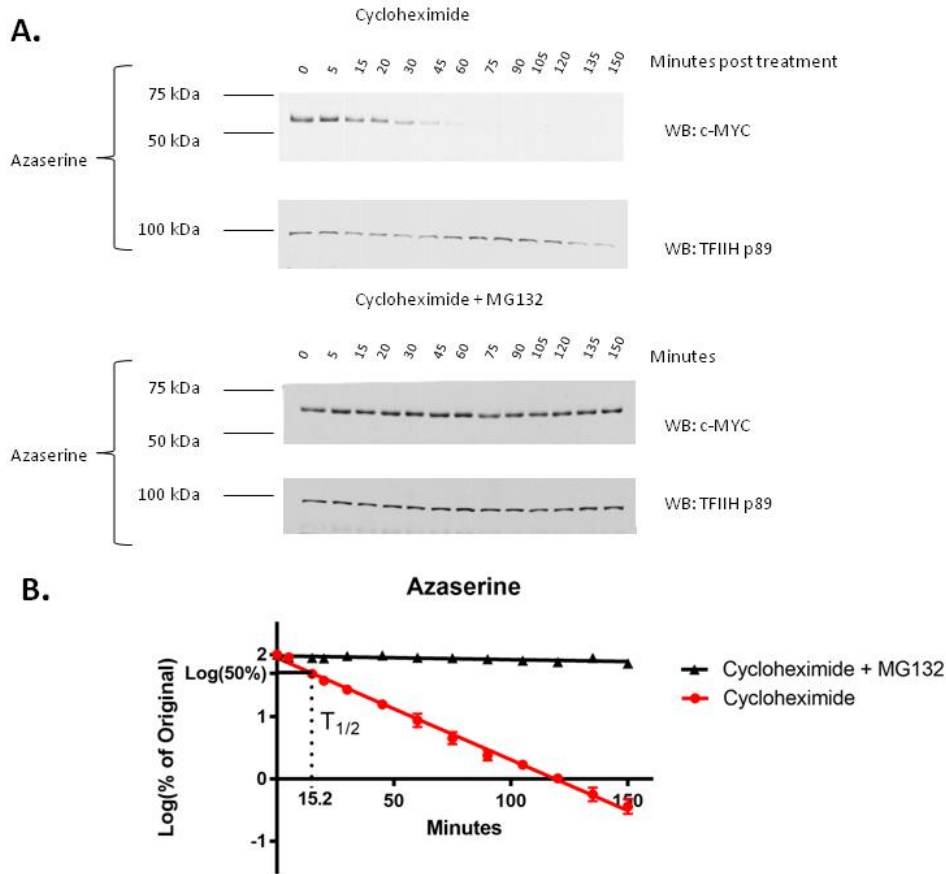 A.
Cycloheximide
0 5 15 20 30 45 60 75 90 105 120 135 150 Minutes post treatment
75 kDa
WB: c-MYC
50 kDa
Azaserine
100 kDa
WB: TFIIH p89
Cycloheximide + MG132
0 5 15 20 30 45 60 75 90 105 120 135 150 Minutes
75 kDa
WB: c-MYC
50 kDa
Azaserine
100 kDa
WB: TFIIH p89
B.
Azaserine
2
Log(50%)
T1/2
1
0
15.2 50 100 150
-1
Minutes
Log(% of Original)
Cycloheximide + MG132
Cycloheximide